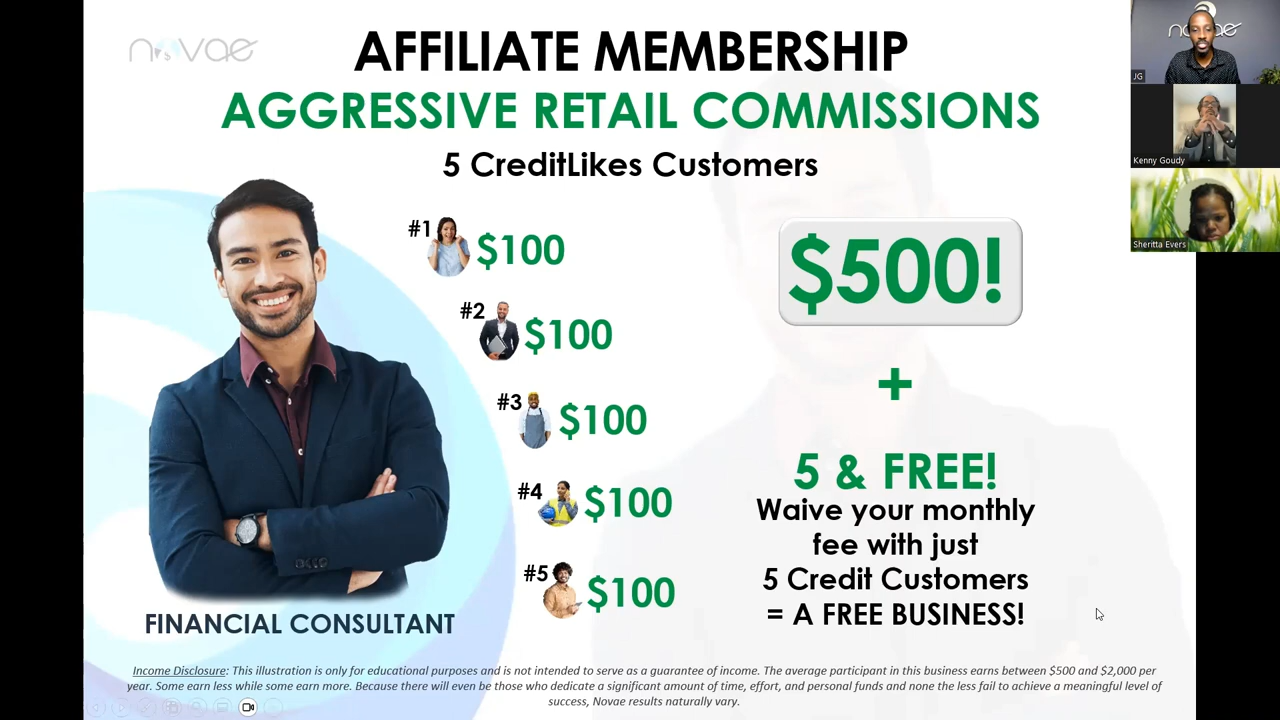 novae
AFFILIATE MEMBERSHIP
AGGRESSIVE RETAIL COMMISSIONS
5 CreditLikes Customers
#1 $100
#2 $100
#3 $100
#4 $100
#5 $100
FINANCIAL CONSULTANT
$500!
+
5 & FREE!
Waive your monthly
fee with just
5 Credit Customers
= A FREE BUSINESS!
Income Disclosure: This illustration is only for educational purposes and is not intended to serve as a guarantee of income. The average participant in this business earns between $500 and $2,000 per
year. Some earn less while some earn more. Because there will even be those who dedicate a significant amount of time, effort, and personal funds and none the less fail to achieve a meaningful level of
success, Novae results naturally vary.
novae
JG
Kenny Goudy
Sheritta Evers